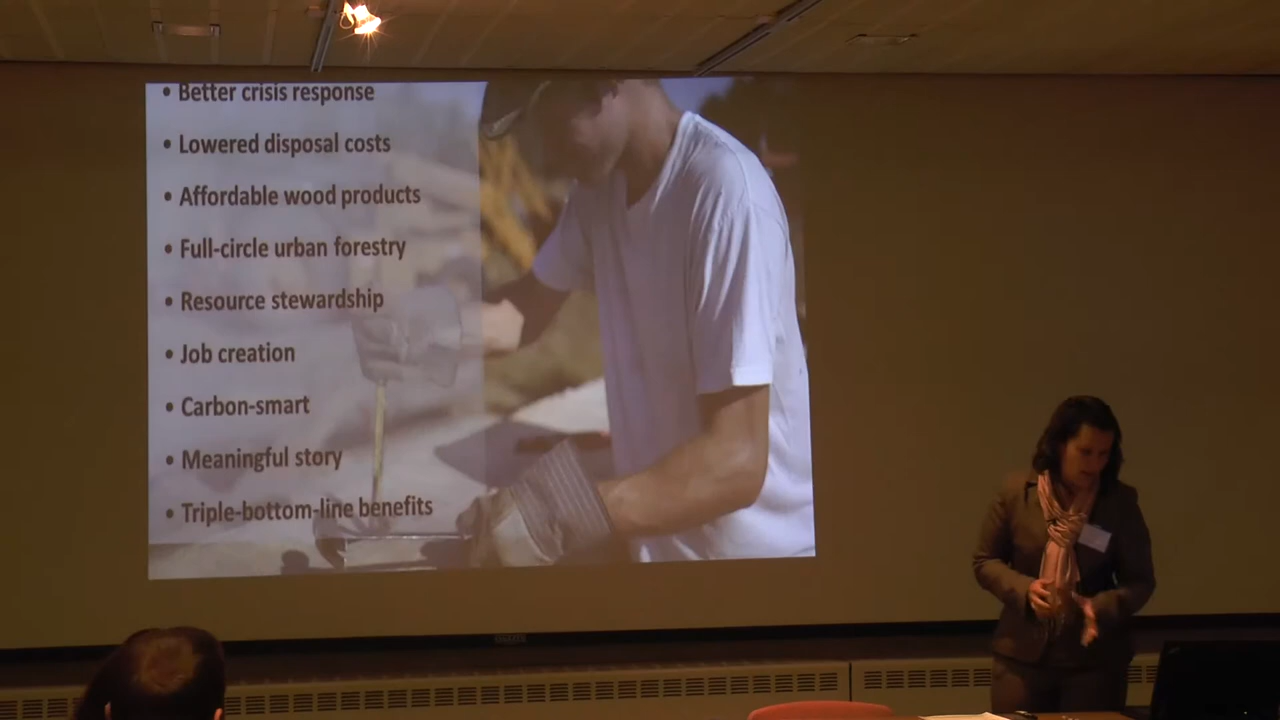 • Better crisis response
• Lowered disposal costs
• Affordable wood products
• Full-circle urban forestry
• Resource stewardship
• Job creation
• Carbon-smart
• Meaningful story
• Triple-bottom-line benefits